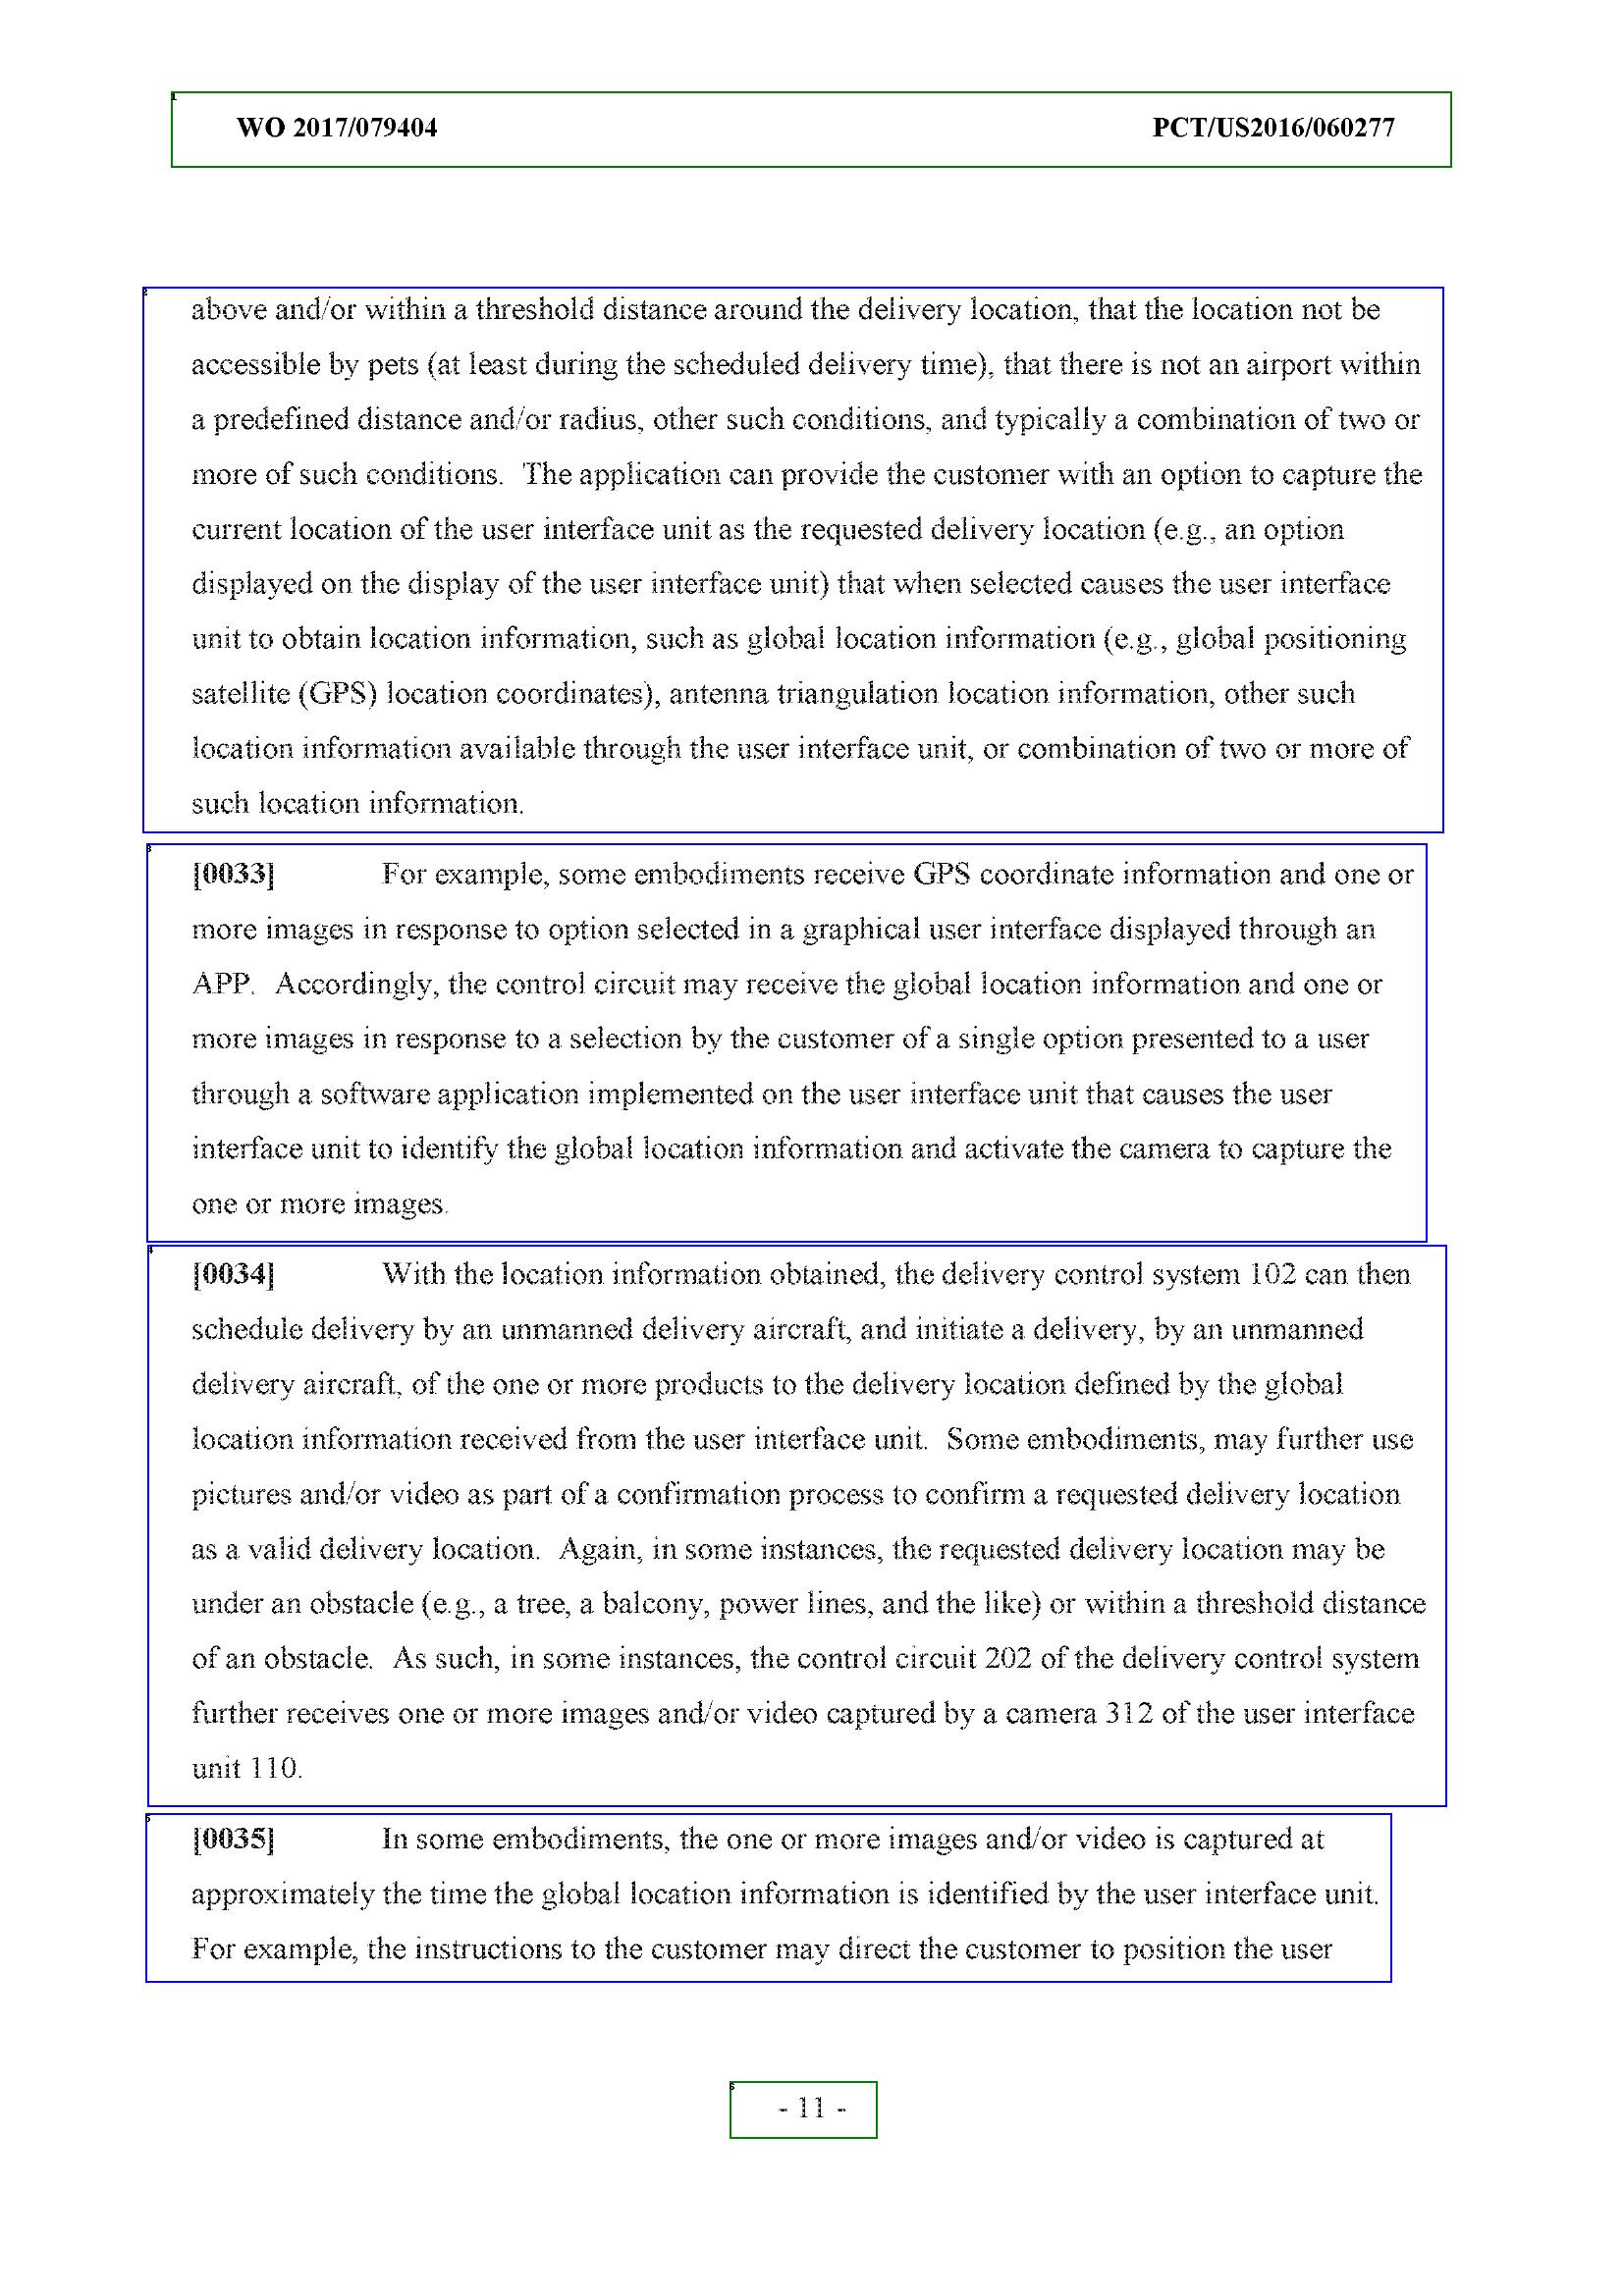 WO 2017/079404 PCT/US2016/060277
above and/or within a threshold distance around the delivery location, that the location not be
accessible by pets (at least during the scheduled delivery time), that there is not an airport within
a predefined distance and/or radius, other such conditions, and typically a combination of two or
more of such conditions.  The application can provide the customer with an option to capture the
current location of the user interface unit as the requested delivery location (e.g., an option
displayed on the display of the user interface unit) that when selected causes the user interface
unit to obtain location information, such as global location information (e.g., global positioning
satellite (GPS) location coordinates), antenna triangulation location information, other such
location information available through the user interface unit, or combination of two or more of
such location information.
[0033] For example, some embodiments receive GPS coordinate information and one or
more images in response to option selected in a graphical user interface displayed through an
APP.  Accordingly, the control circuit may receive the global location information and one or
more images in response to a selection by the customer of a single option presented to a user
through a software application implemented on the user interface unit that causes the user
interface unit to identify the global location information and activate the camera to capture the
one or more images.
[0034] With the location information obtained, the delivery control system 102 can then
schedule delivery by an unmanned delivery aircraft, and initiate a delivery, by an unmanned
delivery aircraft, of the one or more products to the delivery location defined by the global
location information received from the user interface unit.  Some embodiments, may further use
pictures and/or video as part of a confirmation process to confirm a requested delivery location
as a valid delivery location.  Again, in some instances, the requested delivery location may be
under an obstacle (e.g., a tree, a balcony, power lines, and the like) or within a threshold distance
of an obstacle.  As such, in some instances, the control circuit 202 of the delivery control system
further receives one or more images and/or video captured by a camera 312 of the user interface
unit 110.
[0035] In some embodiments, the one or more images and/or video is captured at
approximately the time the global location information is identified by the user interface unit.
For example, the instructions to the customer may direct the customer to position the user
- 11 -